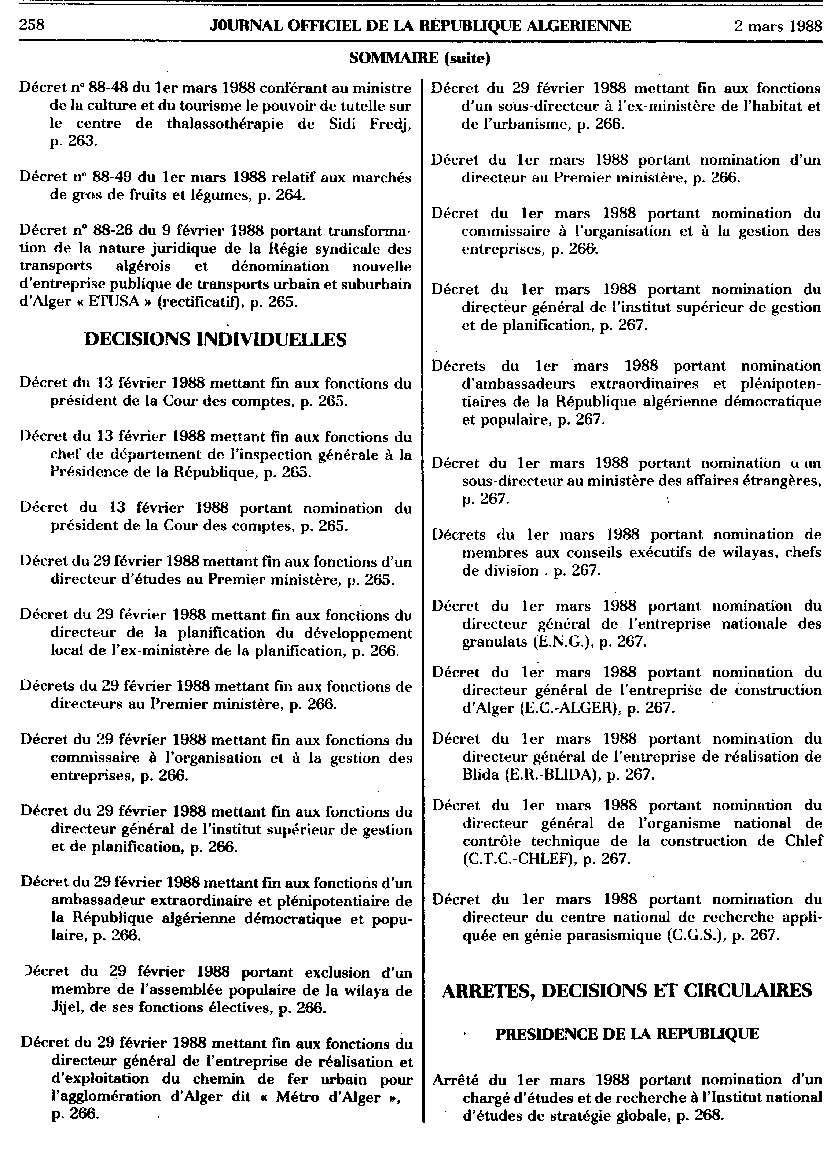 258 JOURNAL OFFICIEL DE LA REPUBLIQUE ALGERIENNE 2 mars 1988
SOMMAIRE (suite)
Décret n° 88-48 du 1er mars 1988 conférant au ministre
de la culture et du tourisme le pouvoir de tutelle sur
le centre de thalassothérapie de Sidi Fredj,
p. 263.
Décret n° 88-49 du 1er mars 1988 relatif aux marchés
de gros de fruits et légumes, p. 264.
Décret n° 88-26 du 9 février 1988 portant transforma-
tion de la nature juridique de la Régie syndicale des
transports algérois et dénomination nouvelle
d'entreprise publique de transports urbain et suburbain
d'Alger « ETUSA » (rectificatif), p. 265.
DECISIONS INDIVIDUELLES
Décret du 13 février 1988 mettant fin aux fonctions du
président de la Cour des comptes, p. 265.
Décret du 13 février 1988 mettant fin aux fonctions du
chef de département de l'inspection générale à la
Présidence de la République, p. 265.
Décret du 13 février 1988 portant nomination du
président de la Cour des comptes, p. 265.
Décret du 29 février 1988 mettant fin aux fonctions d'un
directeur d'études au Premier ministère, p. 265.
Décret du 29 février 1988 mettant fin aux fonctions du
directeur de la planification du développement
local de l'ex-ministère de la planification, p. 266.
Décrets du 29 février 1988 mettant fin aux fonctions de
directeurs au Premier ministère, p. 266.
Décret du 29 février 1988 mettant fin aux fonctions du
commissaire à l'organisation et à la gestion des
entreprises, p. 266.
Décret du 29 février 1988 mettant fin aux fonctions du
directeur général de l'institut supérieur de gestion
et de planification, p. 266.
Décret du 29 février 1988 mettant fin aux fonctions d'un
ambassadeur extraordinaire et plénipotentiaire de
la République algérienne démocratique et popu-
laire, p. 266.
Décret du 29 février 1988 portant exclusion d'un
membre de l'assemblée populaire de la wilaya de
Jijel, de ses fonctions électives, p. 266.
Décret du 29 février 1988 mettant fin aux fonctions du
directeur général de l'entreprise de réalisation et
d'exploitation du chemin de fer urbain pour
l'agglomération d'Alger dit « Métro d'Alger »,
p. 266.
Décret du 29 février 1988 mettant fin aux fonctions
d'un sous-directeur à l'ex-ministère de l'habitat et
de l'urbanisme, p. 266.
Décret du 1er mars 1988 portant nomination d'un
directeur au Premier ministère, p. 266.
Décret du 1er mars 1988 portant nomination du
commissaire à l'organisation et à la gestion des
entreprises, p. 266.
Décret du 1er mars 1988 portant nomination du
directeur général de l'institut supérieur de gestion
et de planification, p. 267.
Décrets du 1er mars 1988 portant nomination
d'ambassadeurs extraordinaires et plénipoten-
tiaires de la République algérienne démocratique
et populaire, p. 267.
Décret du 1er mars 1988 portant nomination
sous-directeur au ministère des affaires étrangères,
p. 267.
Décrets du 1er mars 1988 portant nomination de
membres aux conseils exécutifs de wilayas, chefs
de division . p. 267.
Décret du 1er mars 1988 portant nomination du
directeur général de l'entreprise nationale des
granulats (E.N.G.), p. 267.
Décret du 1er mars 1988 portant nomination du
directeur général de l'entreprise de construction
d'Alger (E.C.-ALGER), p. 267.
Décret du 1er mars 1988 portant nomination du
directeur général de l'entreprise de réalisation de
Blida (E.R.-BLIDA), p. 267.
Décret du 1er mars 1988 portant nomination du
directeur général de l'organisme national de
contrôle technique de la construction de Chlef
(C.T.C.-CHLEF), p. 267.
Décret du 1er mars 1988 portant nomination du
directeur du centre national de recherche appli-
quée en génie parasismique (C.G.S.), p. 267.
ARRETES, DECISIONS ET CIRCULAIRES
PRESIDENCE DE LA REPUBLIQUE
Arrêté du 1er mars 1988 portant nomination d'un
chargé d'études et de recherche à l'Institut national
d'études de stratégie globale, p. 268.